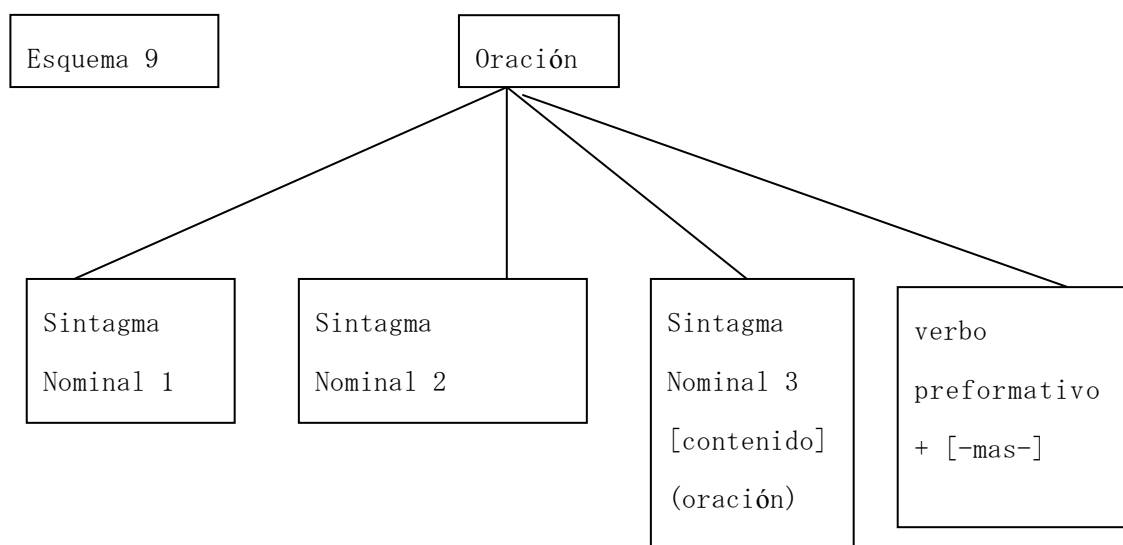 Esquema 9
Oración
Sintagma
Nominal 1
Sintagma
Nominal 2
Sintagma
Nominal 3
[contenido]
(oración)
verbo
preformativo
+ [-mas-]